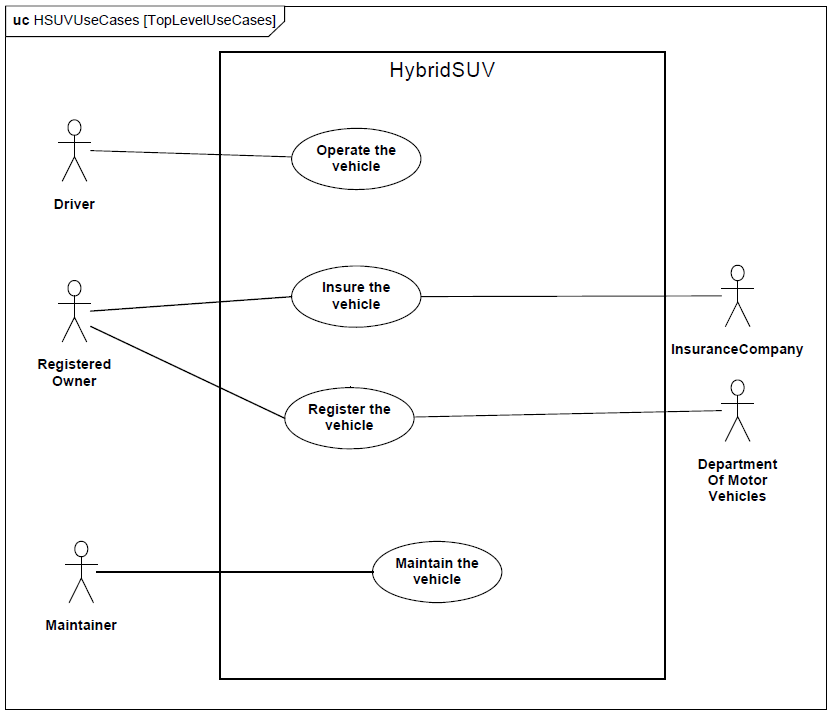 uc HSUVUseCases [TopLevelUseCases]
HybridSUV
Operate the
vehicle
Driver
Insure the
vehicle
InsuranceCompany
Registered
Owner
Register the
vehicle
Department
Of Motor
Vehicles
Maintain the
vehicle
Maintainer